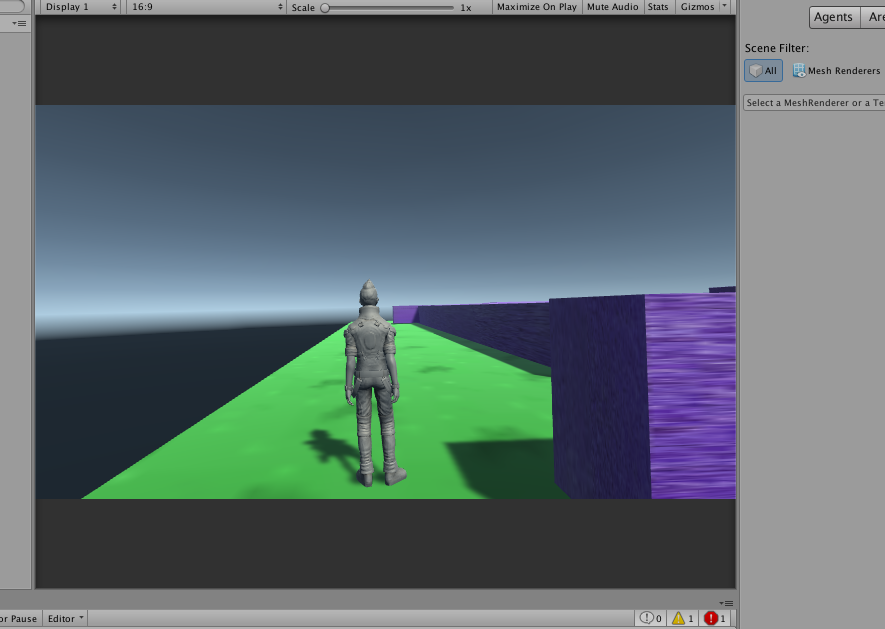 Display 1
16:9
Scale
1x
Maximize On Play
Mute Audio
Stats
Gizmos
Agents
Are
Scene Filter:
All
Mesh Renderers
Select a MeshRenderer or a Te
or Pause
Editor
0
1
1